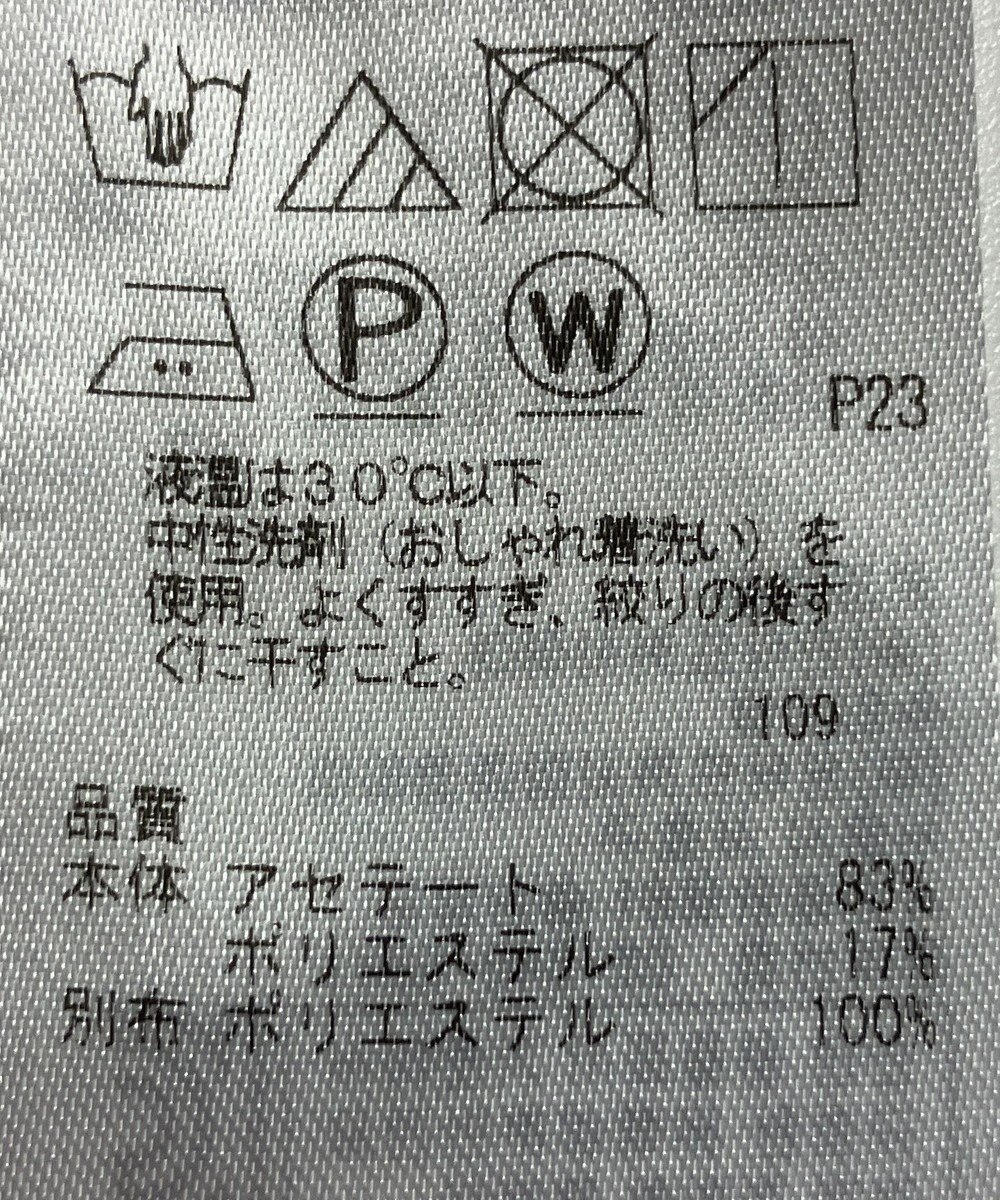 P W
P23
液温は30℃以下。
中性洗剤(おしゃれ着洗い)を
使用。よくすすぎ、絞りの後す
ぐに干すこと。
109
品質
本体 アセテート 83%
ポリエステル 17%
別布 ポリエステル 100%